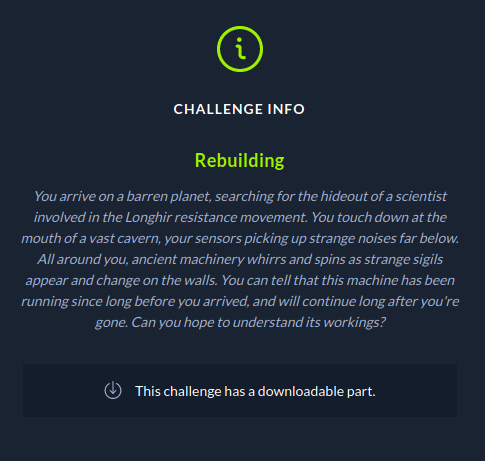 CHALLENGE INFO
Rebuilding
You arrive on a barren planet, searching for the hideout of a scientist
involved in the Longhir resistance movement. You touch down at the
mouth of a vast cavern, your sensors picking up strange noises far below.
All around you, ancient machinery whirrs and spins as strange sigils
appear and change on the walls. You can tell that this machine has been
running since long before you arrived, and will continue long after you're
gone. Can you hope to understand its workings?
This challenge has a downloadable part.